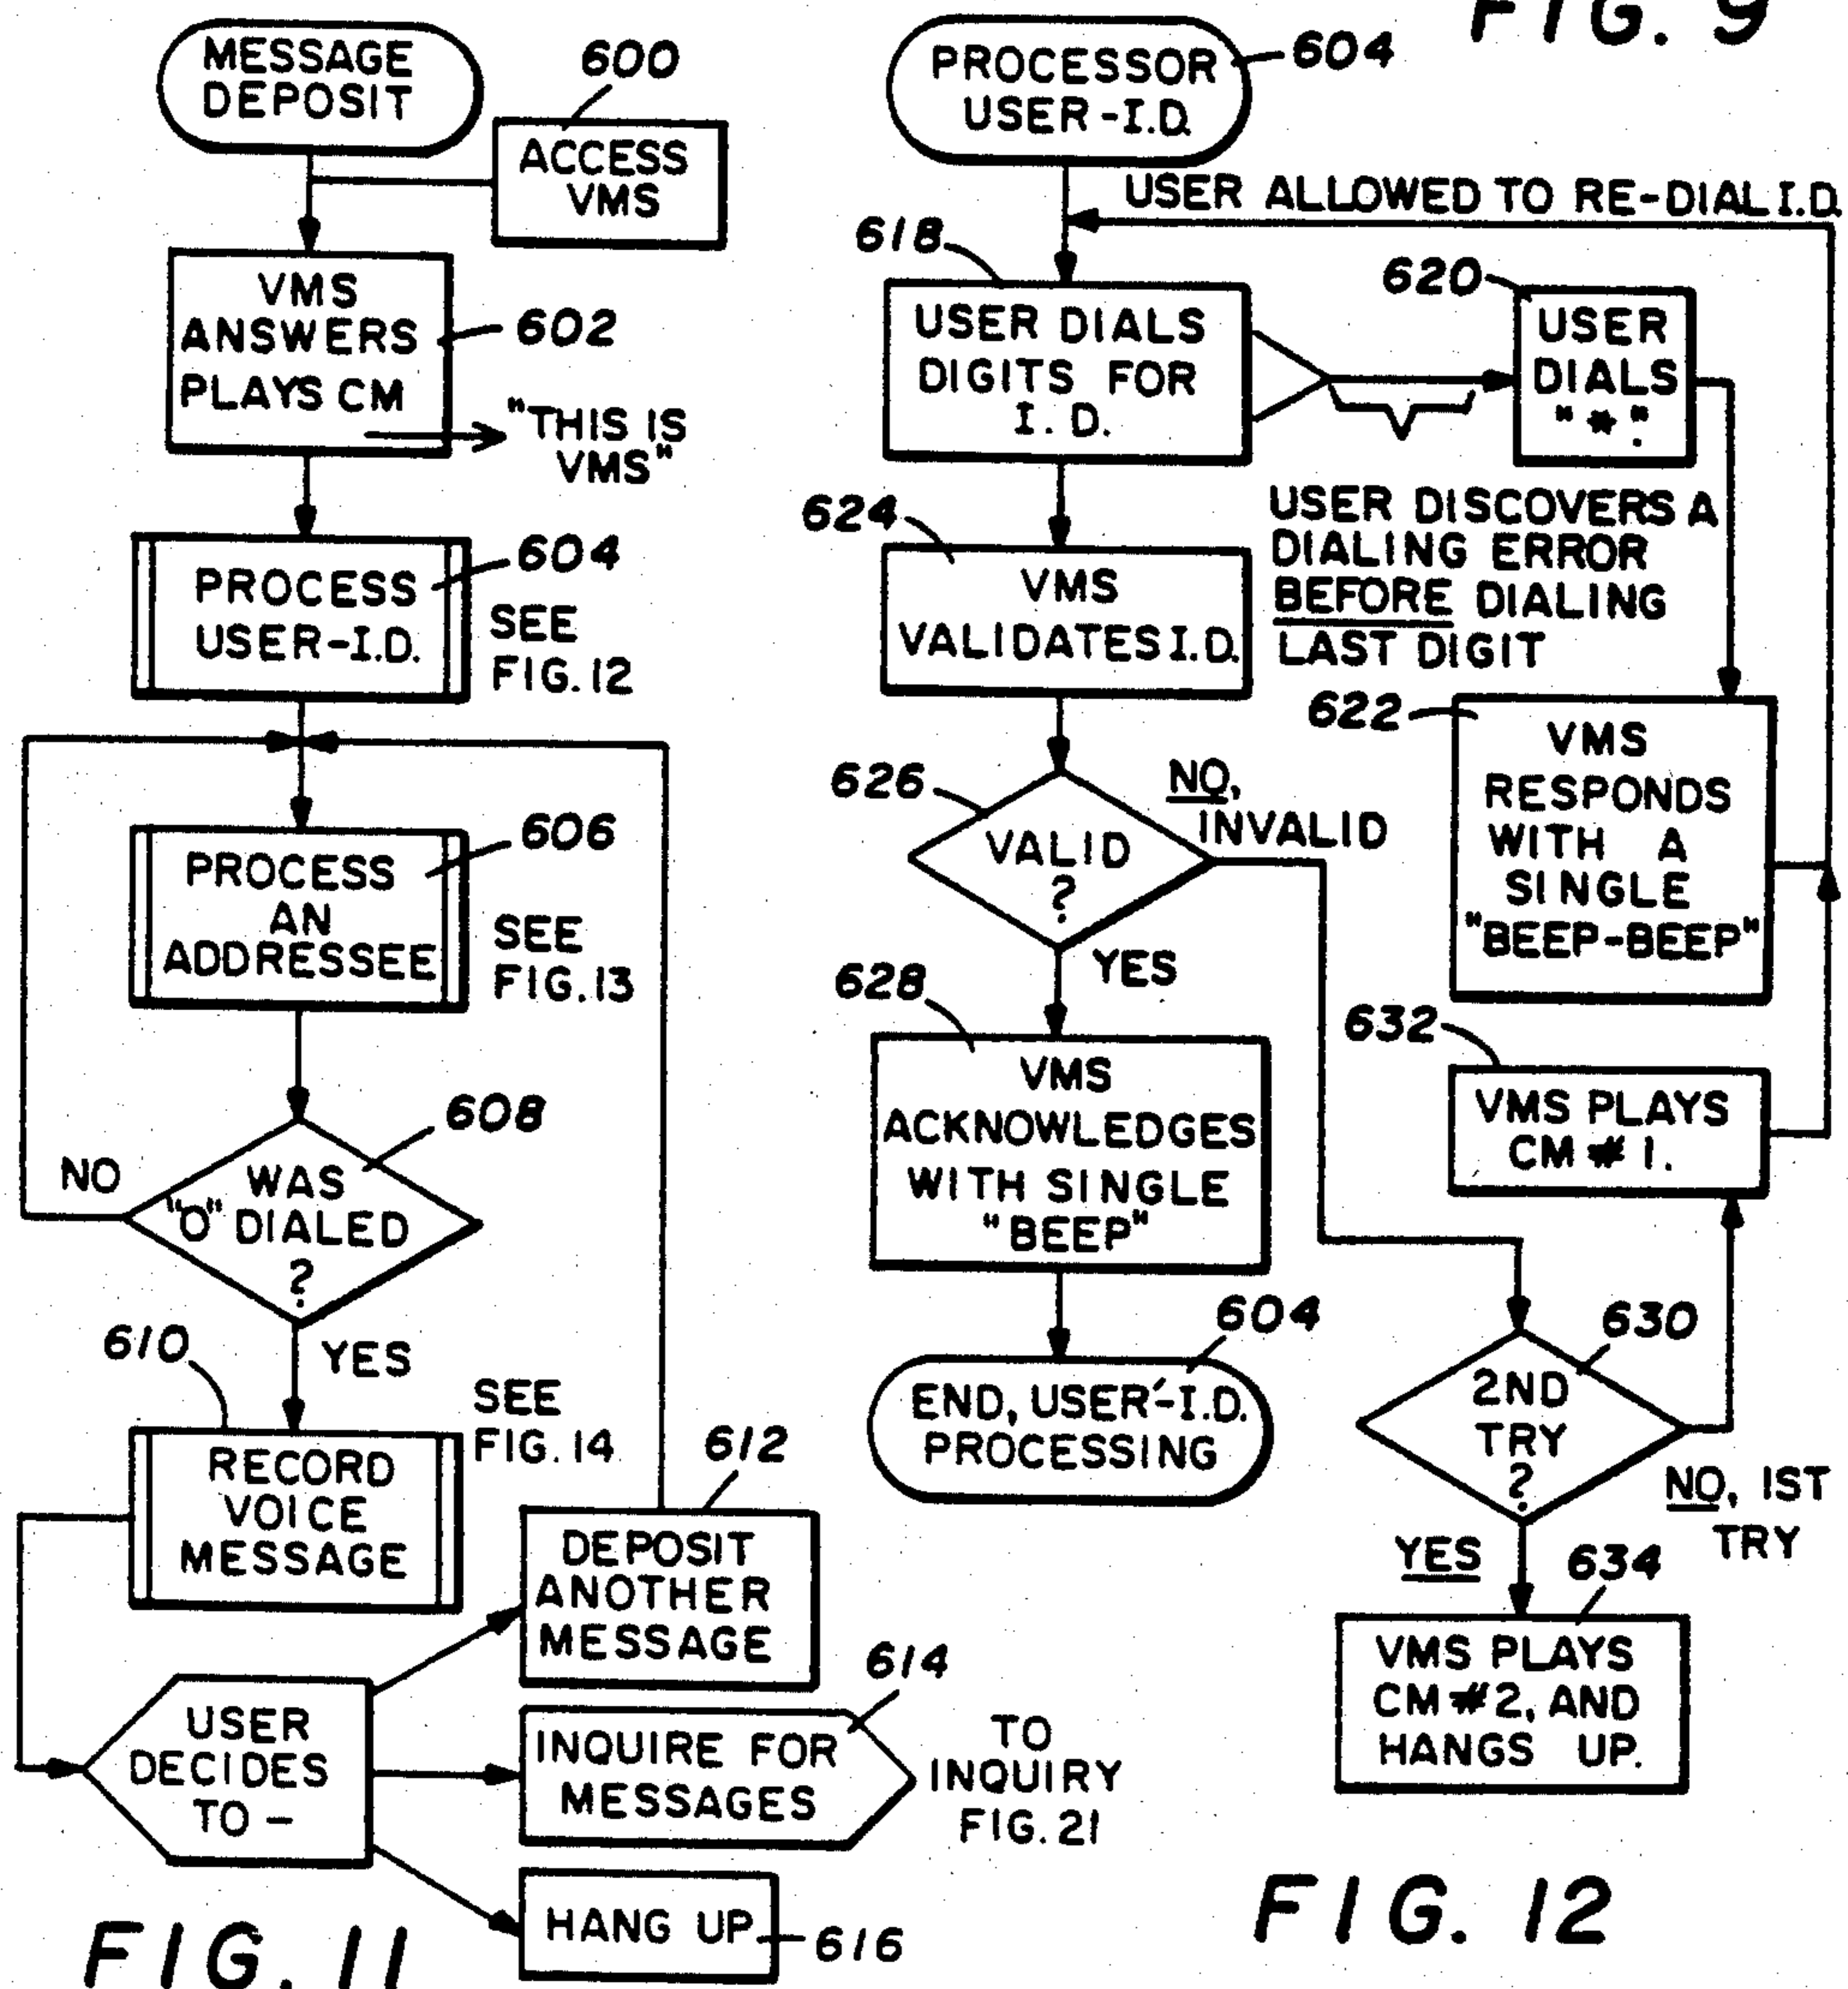 FIG. 9
MESSAGE
DEPOSIT
600
ACCESS
VMS
VMS
ANSWERS
PLAYS CM
602
"THIS IS
VMS"
PROCESS
USER-I.D.
604
SEE
FIG.12
PROCESS
AN
ADDRESSEE
606
SEE
FIG.13
608
WAS
"0" DIALED
?
NO
YES
610
SEE
FIG. 14
RECORD
VOICE
MESSAGE
612
DEPOSIT
ANOTHER
MESSAGE
USER
DECIDES
TO -
614
INQUIRE FOR
MESSAGES
TO
INQUIRY
FIG. 21
HANG UP
616
FIG. 11
PROCESSOR
USER-I.D.
604
USER ALLOWED TO RE-DIAL I.D.
618
USER DIALS
DIGITS FOR
I. D.
620
USER
DIALS
"*".
USER DISCOVERS A
DIALING ERROR
BEFORE DIALING
LAST DIGIT
624
VMS
VALIDATES I.D.
622
VMS
RESPONDS
WITH A
SINGLE
"BEEP-BEEP"
626
VALID
?
NO,
INVALID
YES
628
VMS
ACKNOWLEDGES
WITH SINGLE
"BEEP"
632
VMS PLAYS
CM #1.
604
END, USER-I.D.
PROCESSING
630
2ND
TRY
?
NO, 1ST
TRY
YES
634
VMS PLAYS
CM #2, AND
HANGS UP.
FIG. 12